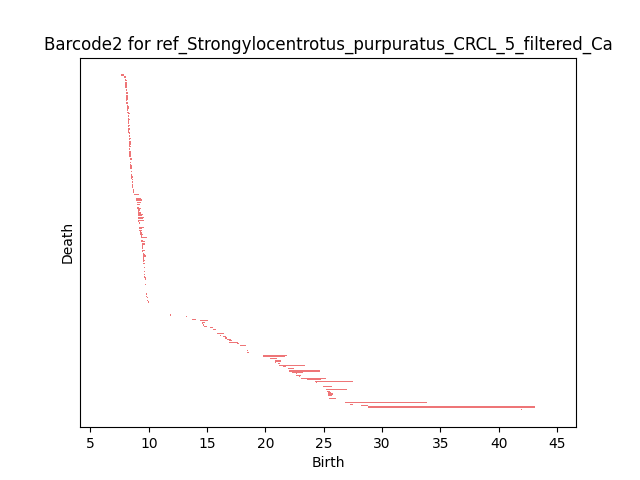 Barcode2 for ref_Strongylocentrotus_purpuratus_CRCL_5_filtered_Ca
Death
5 10 15 20 25 30 35 40 45
Birth